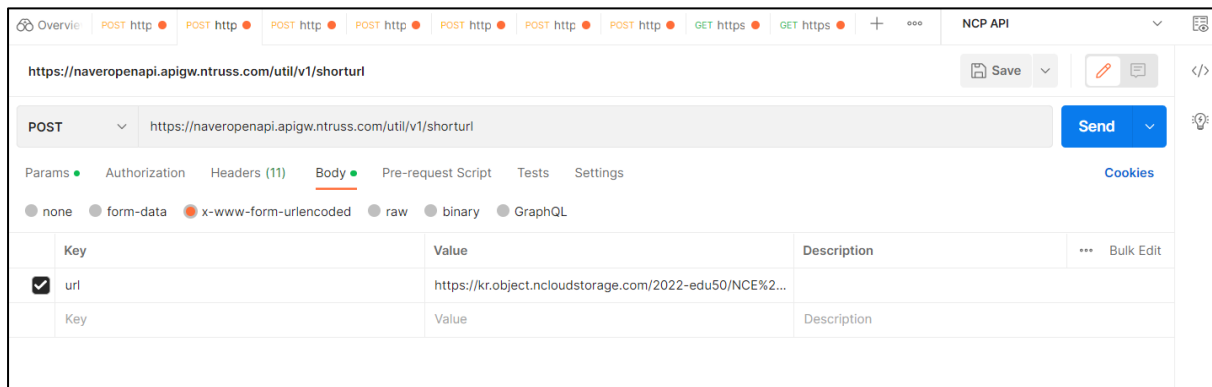 Overvie POST http POST http POST http POST http POST http POST http POST http GET https GET https + ooo NCP API
https://naveropenapi.apigw.ntruss.com/util/v1/shorturl Save </>
POST https://naveropenapi.apigw.ntruss.com/util/v1/shorturl Send
Params Authorization Headers (11) Body Pre-request Script Tests Settings Cookies
none form-data x-www-form-urlencoded raw binary GraphQL
Key Value Description ooo Bulk Edit
url https://kr.object.ncloudstorage.com/2022-edu50/NCE%2...
Key Value Description